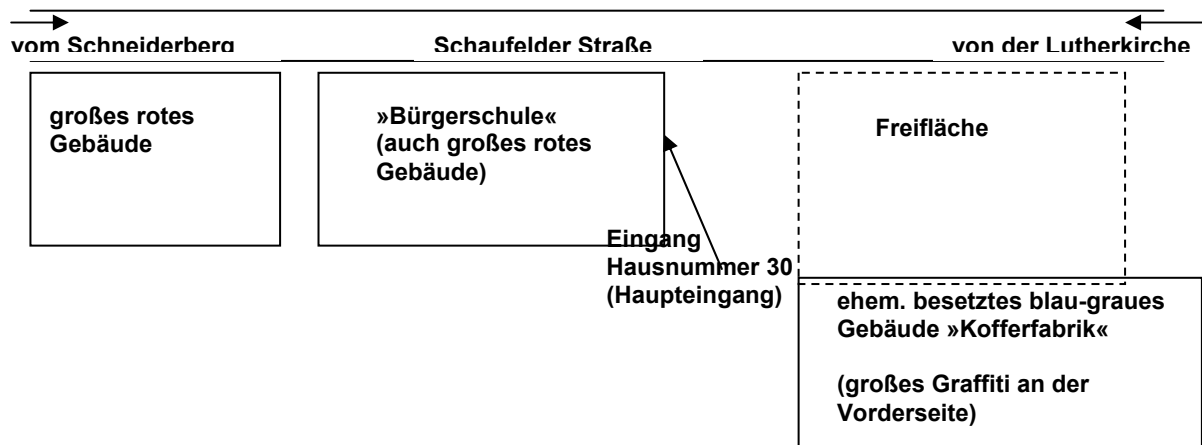 vom Schneiderberg
Schaufelder Straße
von der Lutherkirche
großes rotes
Gebäude
»Bürgerschule«
(auch großes rotes
Gebäude)
Freifläche
Eingang
Hausnummer 30
(Haupteingang)
ehem. besetztes blau-graues
Gebäude »Kofferfabrik«
(großes Graffiti an der
Vorderseite)